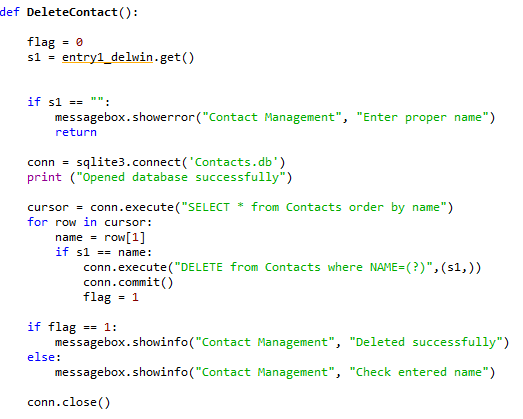 def DeleteContact():
flag = 0
s1 = entry1_delwin.get()
if s1 == "":
messagebox.showerror("Contact Management", "Enter proper name")
return
conn = sqlite3.connect('Contacts.db')
print ("Opened database successfully")
cursor = conn.execute("SELECT * from Contacts order by name")
for row in cursor:
name = row[1]
if s1 == name:
conn.execute("DELETE from Contacts where NAME=(?)",(s1,))
conn.commit()
flag = 1
if flag == 1:
messagebox.showinfo("Contact Management", "Deleted successfully")
else:
messagebox.showinfo("Contact Management", "Check entered name")
conn.close()